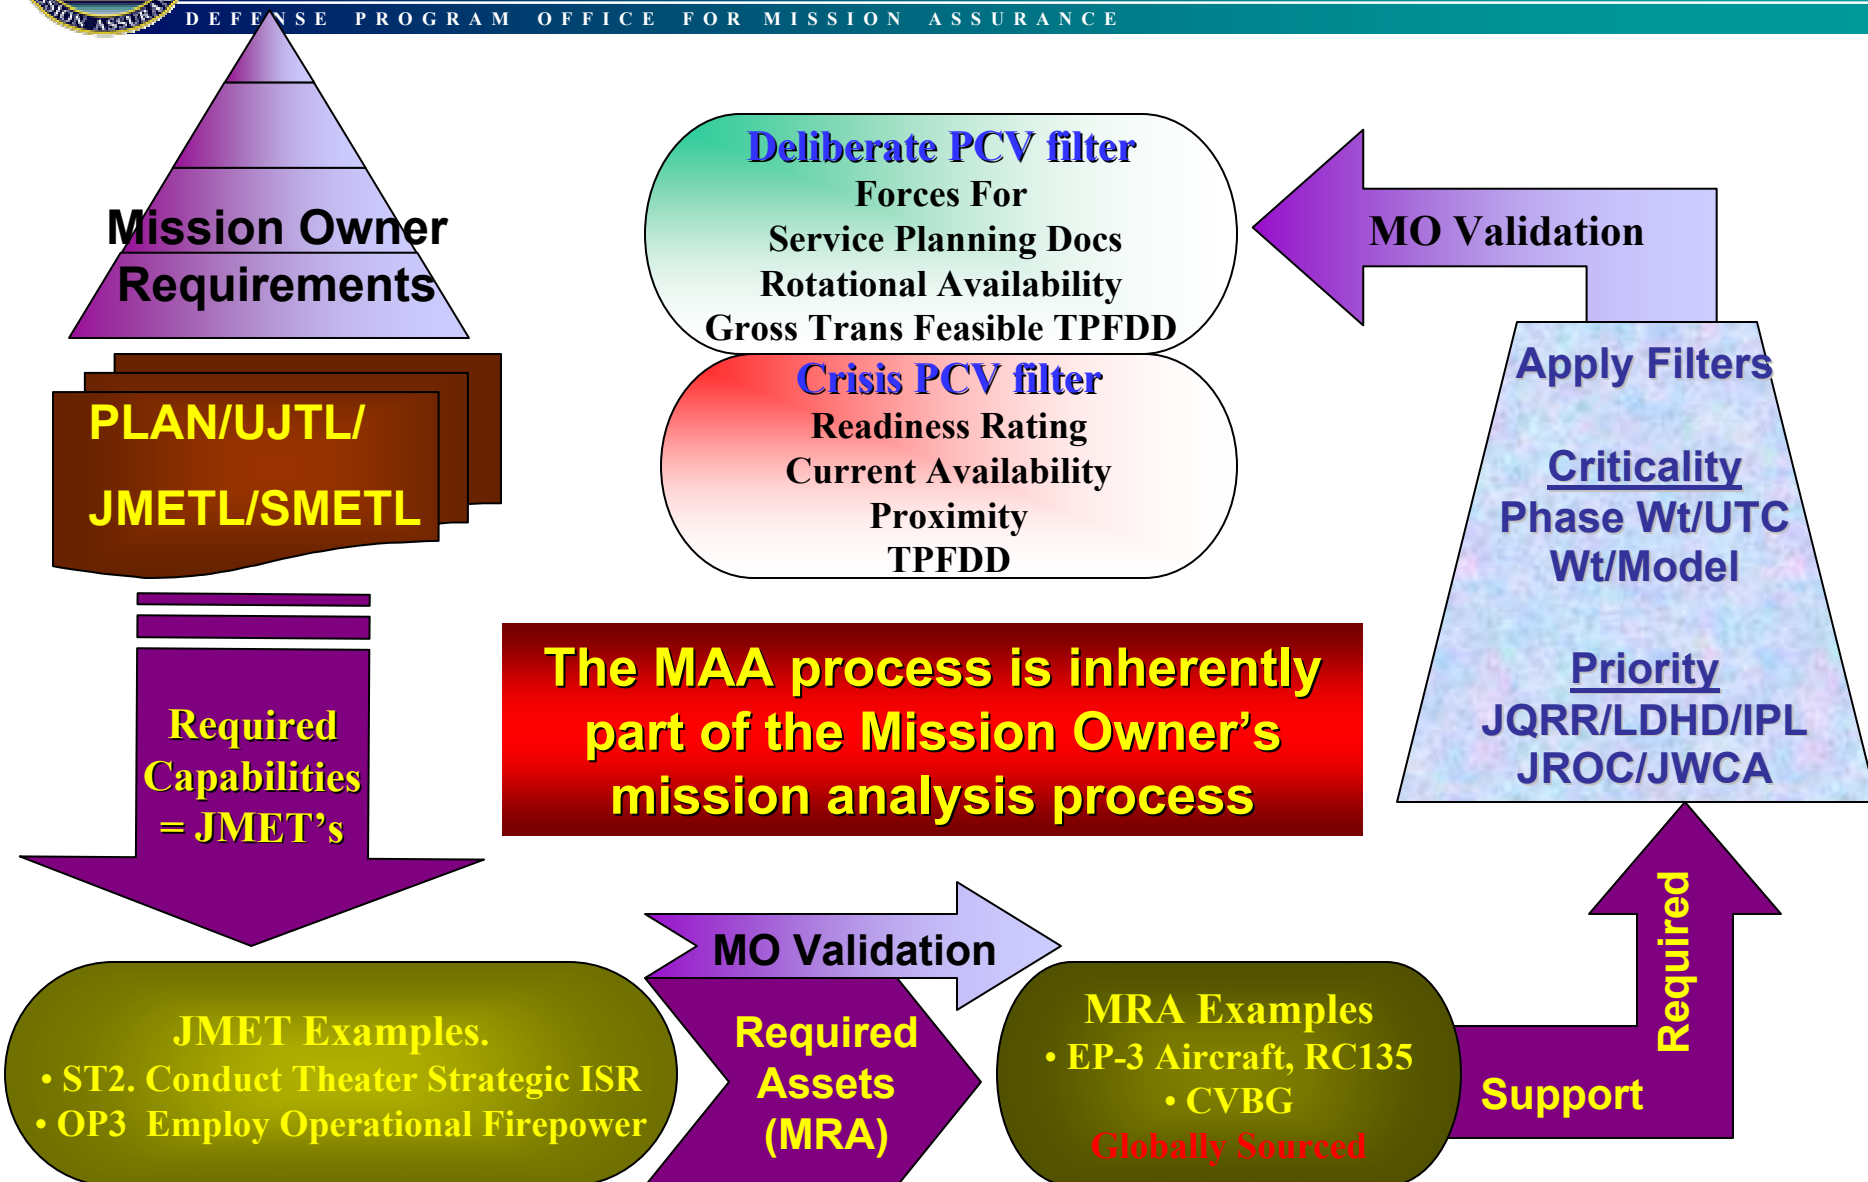 DEFENSE PROGRAM OFFICE FOR MISSION ASSURANCE
Mission Owner
Requirements
PLAN/UJTL/
JMETL/SMETL
Required
Capabilities
= JMET's
JMET Examples.
• ST2. Conduct Theater Strategic ISR
• OP3 Employ Operational Firepower
MO Validation
Required
Assets
(MRA)
MRA Examples
• EP-3 Aircraft, RC135
• CVBG
Globally Sourced
Support
Required
Apply Filters
Criticality
Phase Wt/UTC
Wt/Model
Priority
JQRR/LDHD/IPL
JROC/JWCA
MO Validation
Deliberate PCV filter
Forces For
Service Planning Docs
Rotational Availability
Gross Trans Feasible TPFDD
Crisis PCV filter
Readiness Rating
Current Availability
Proximity
TPFDD
The MAA process is inherently
part of the Mission Owner’s
mission analysis process